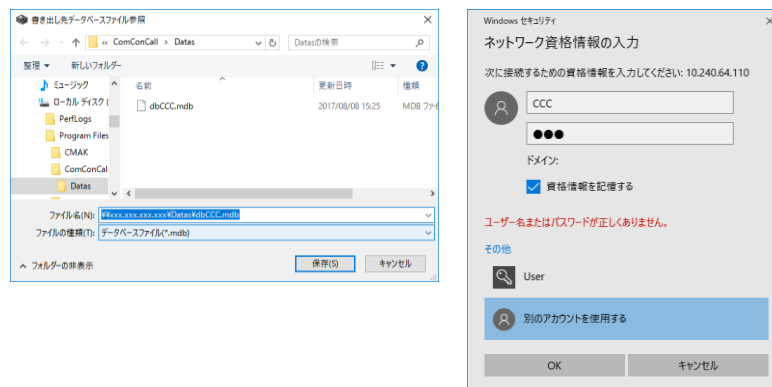 書き出し先データベースファイル参照
« ComConCall › Datas
Datasの検索
整理 新しいフォルダー
ミュージック
ローカル ディスク (
PerfLogs
Program Files
CMAK
ComConCal
Datas
名前 更新日時 種類
dbCCC.mdb 2017/08/08 15:25 MDB ファイ
ファイル名(N): ¥¥xxx.xxx.xxx.xxx¥Datas¥dbCCC.mdb
ファイルの種類(T): データベースファイル(*.mdb)
フォルダーの非表示
保存(S) キャンセル
Windows セキュリティ
ネットワーク資格情報の入力
次に接続するための資格情報を入力してください: 10.240.64.110
CCC
●●●
ドメイン:
資格情報を記憶する
ユーザー名またはパスワードが正しくありません。
その他
User
別のアカウントを使用する
OK キャンセル